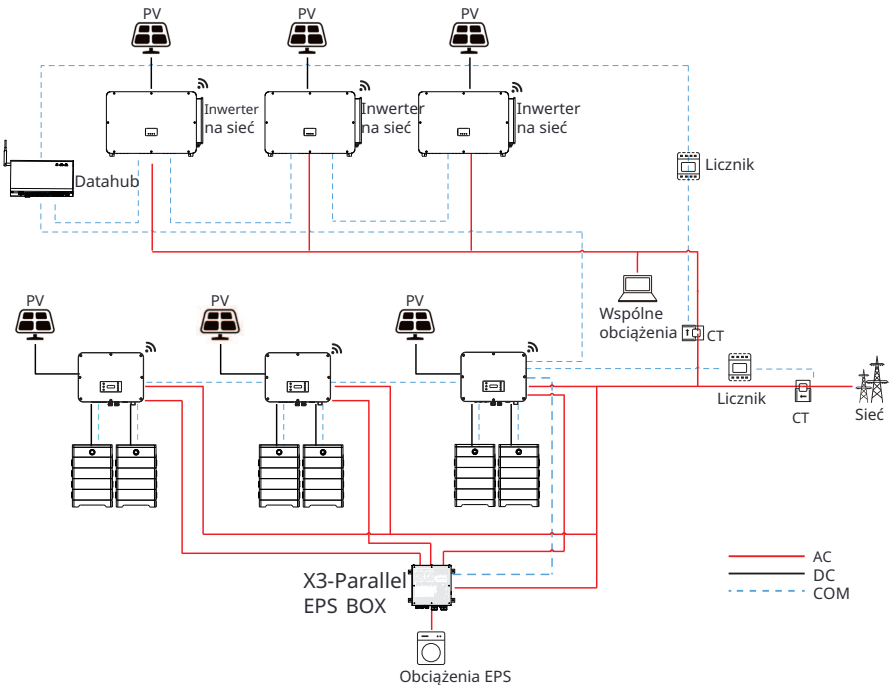 PV
PV
PV
Inwerter
na sieć
Inwerter
na sieć
Inwerter
na sieć
Datahub
Licznik
Wspólne
obciążenia
CT
PV
PV
PV
Licznik
CT
Sieć
X3-Parallel
EPS BOX
Obciążenia EPS
AC
DC
COM